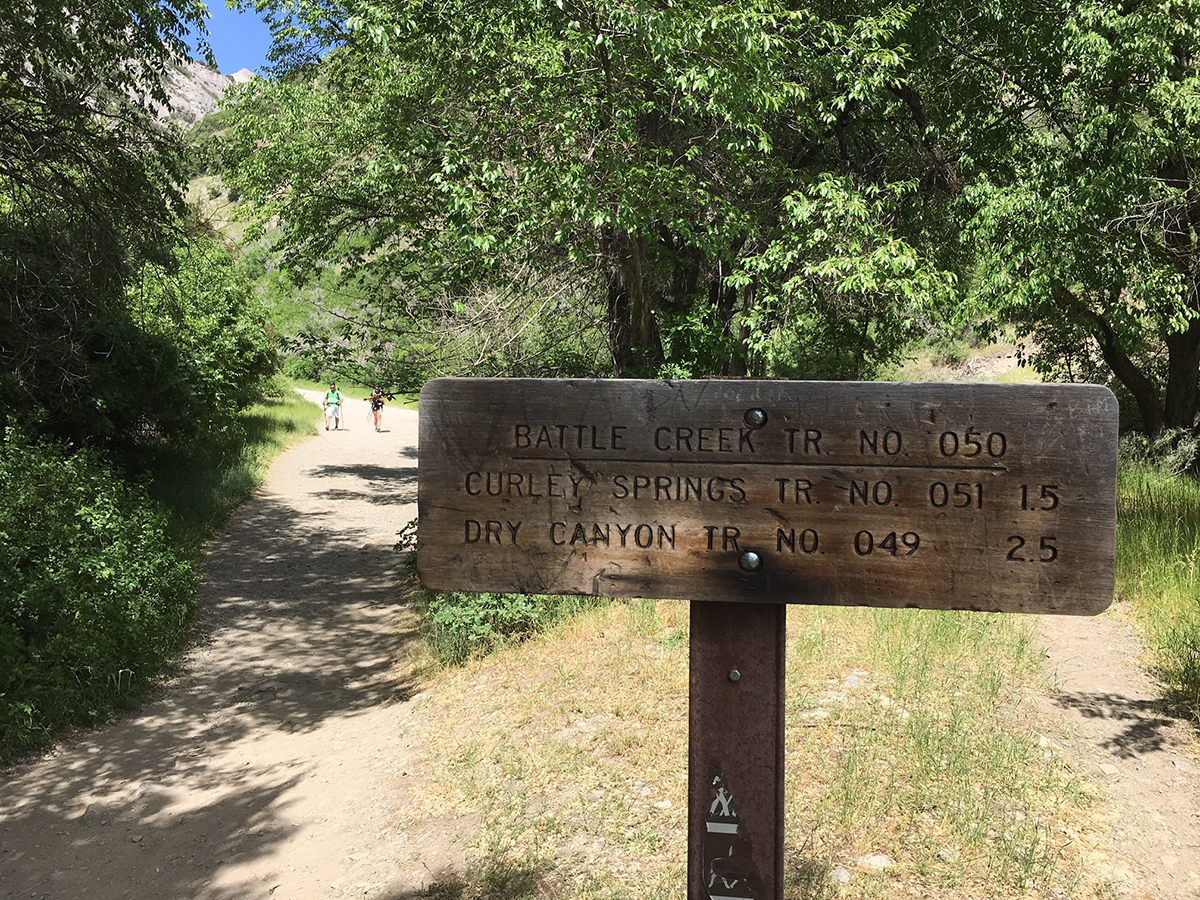 BATTLE CREEK TR. NO. 050
CURLEY SPRINGS TR. NO. 051 1.5
DRY CANYON TR. NO. 049 2.5